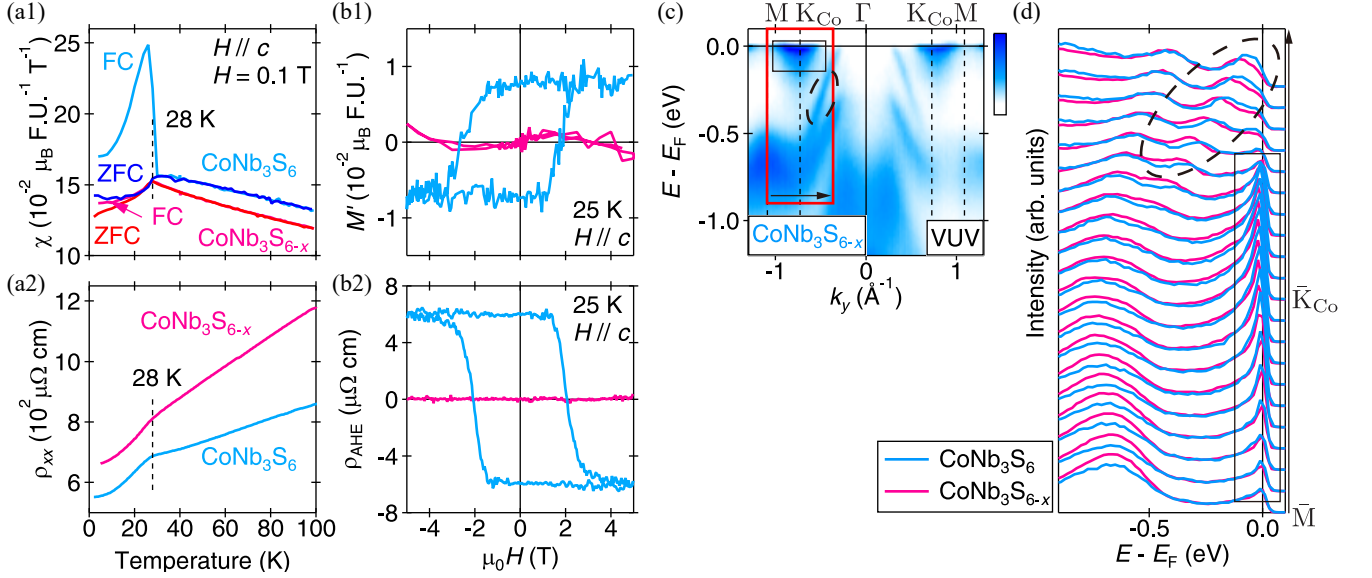 (a1)
25
20
15
10
χ (10⁻² μB F.U.⁻¹ T⁻¹)
FC
H // c
H = 0.1 T
28 K
CoNb₃S₆
ZFC
FC
ZFC
CoNb₃S₆₋ₓ
(a2)
12
10
8
6
ρxx (10² μΩ cm)
CoNb₃S₆₋ₓ
28 K
CoNb₃S₆
0 20 40 60 80 100
Temperature (K)
(b1)
1
0
-1
M' (10⁻² μB F.U.⁻¹)
25 K
H // c
(b2)
8
4
0
-4
-8
ρAHE (μΩ cm)
25 K
H // c
-4 -2 0 2 4
μ₀H (T)
(c)
M K_Co Γ K_Co M
0.0
-0.5
-1.0
E - EF (eV)
CoNb₃S₆₋ₓ
VUV
-1 0 1
ky (Å⁻¹)
(d)
Intensity (arb. units)
K̄_Co
M̄
-0.5 0.0
E - EF (eV)
CoNb₃S₆
CoNb₃S₆₋ₓ